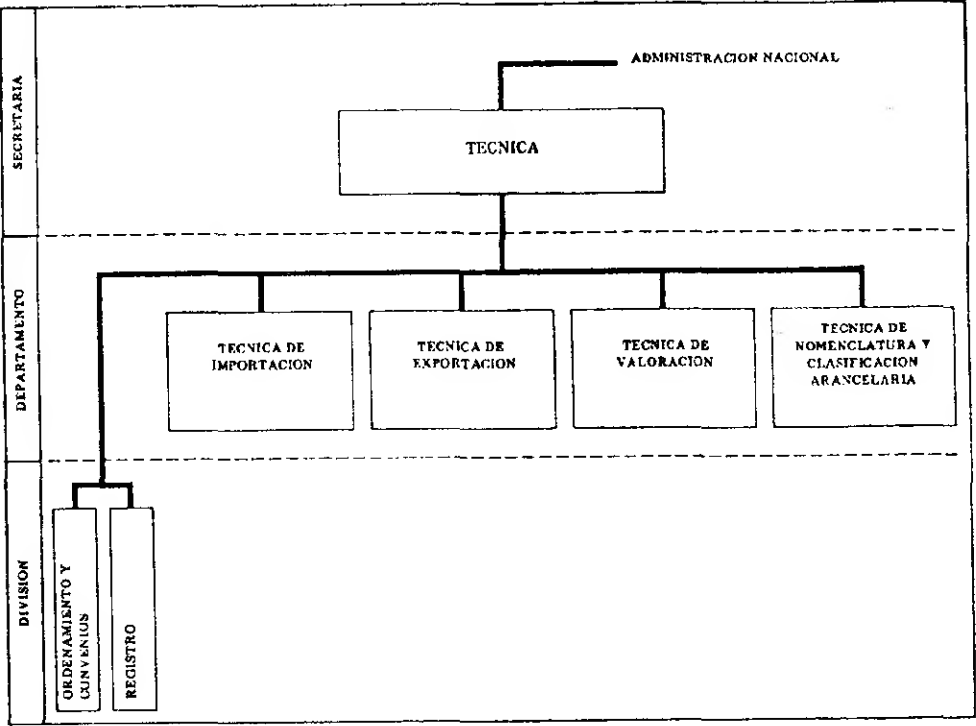 SECRETARIA
ADMINISTRACION NACIONAL
TECNICA
DEPARTAMENTO
TECNICA DE
IMPORTACION
TECNICA DE
EXPORTACION
TECNICA DE
VALORACION
TECNICA DE
NOMENCLATURA Y
CLASIFICACION
ARANCELARIA
DIVISION
ORDENAMIENTO Y
CONVENIOS
REGISTRO